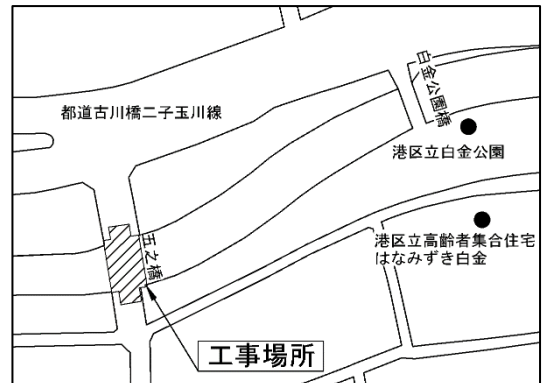 白金公園橋
都道古川橋二子玉川線
港区立白金公園
五之橋
港区立高齢者集合住宅
はなみずき白金
工事場所